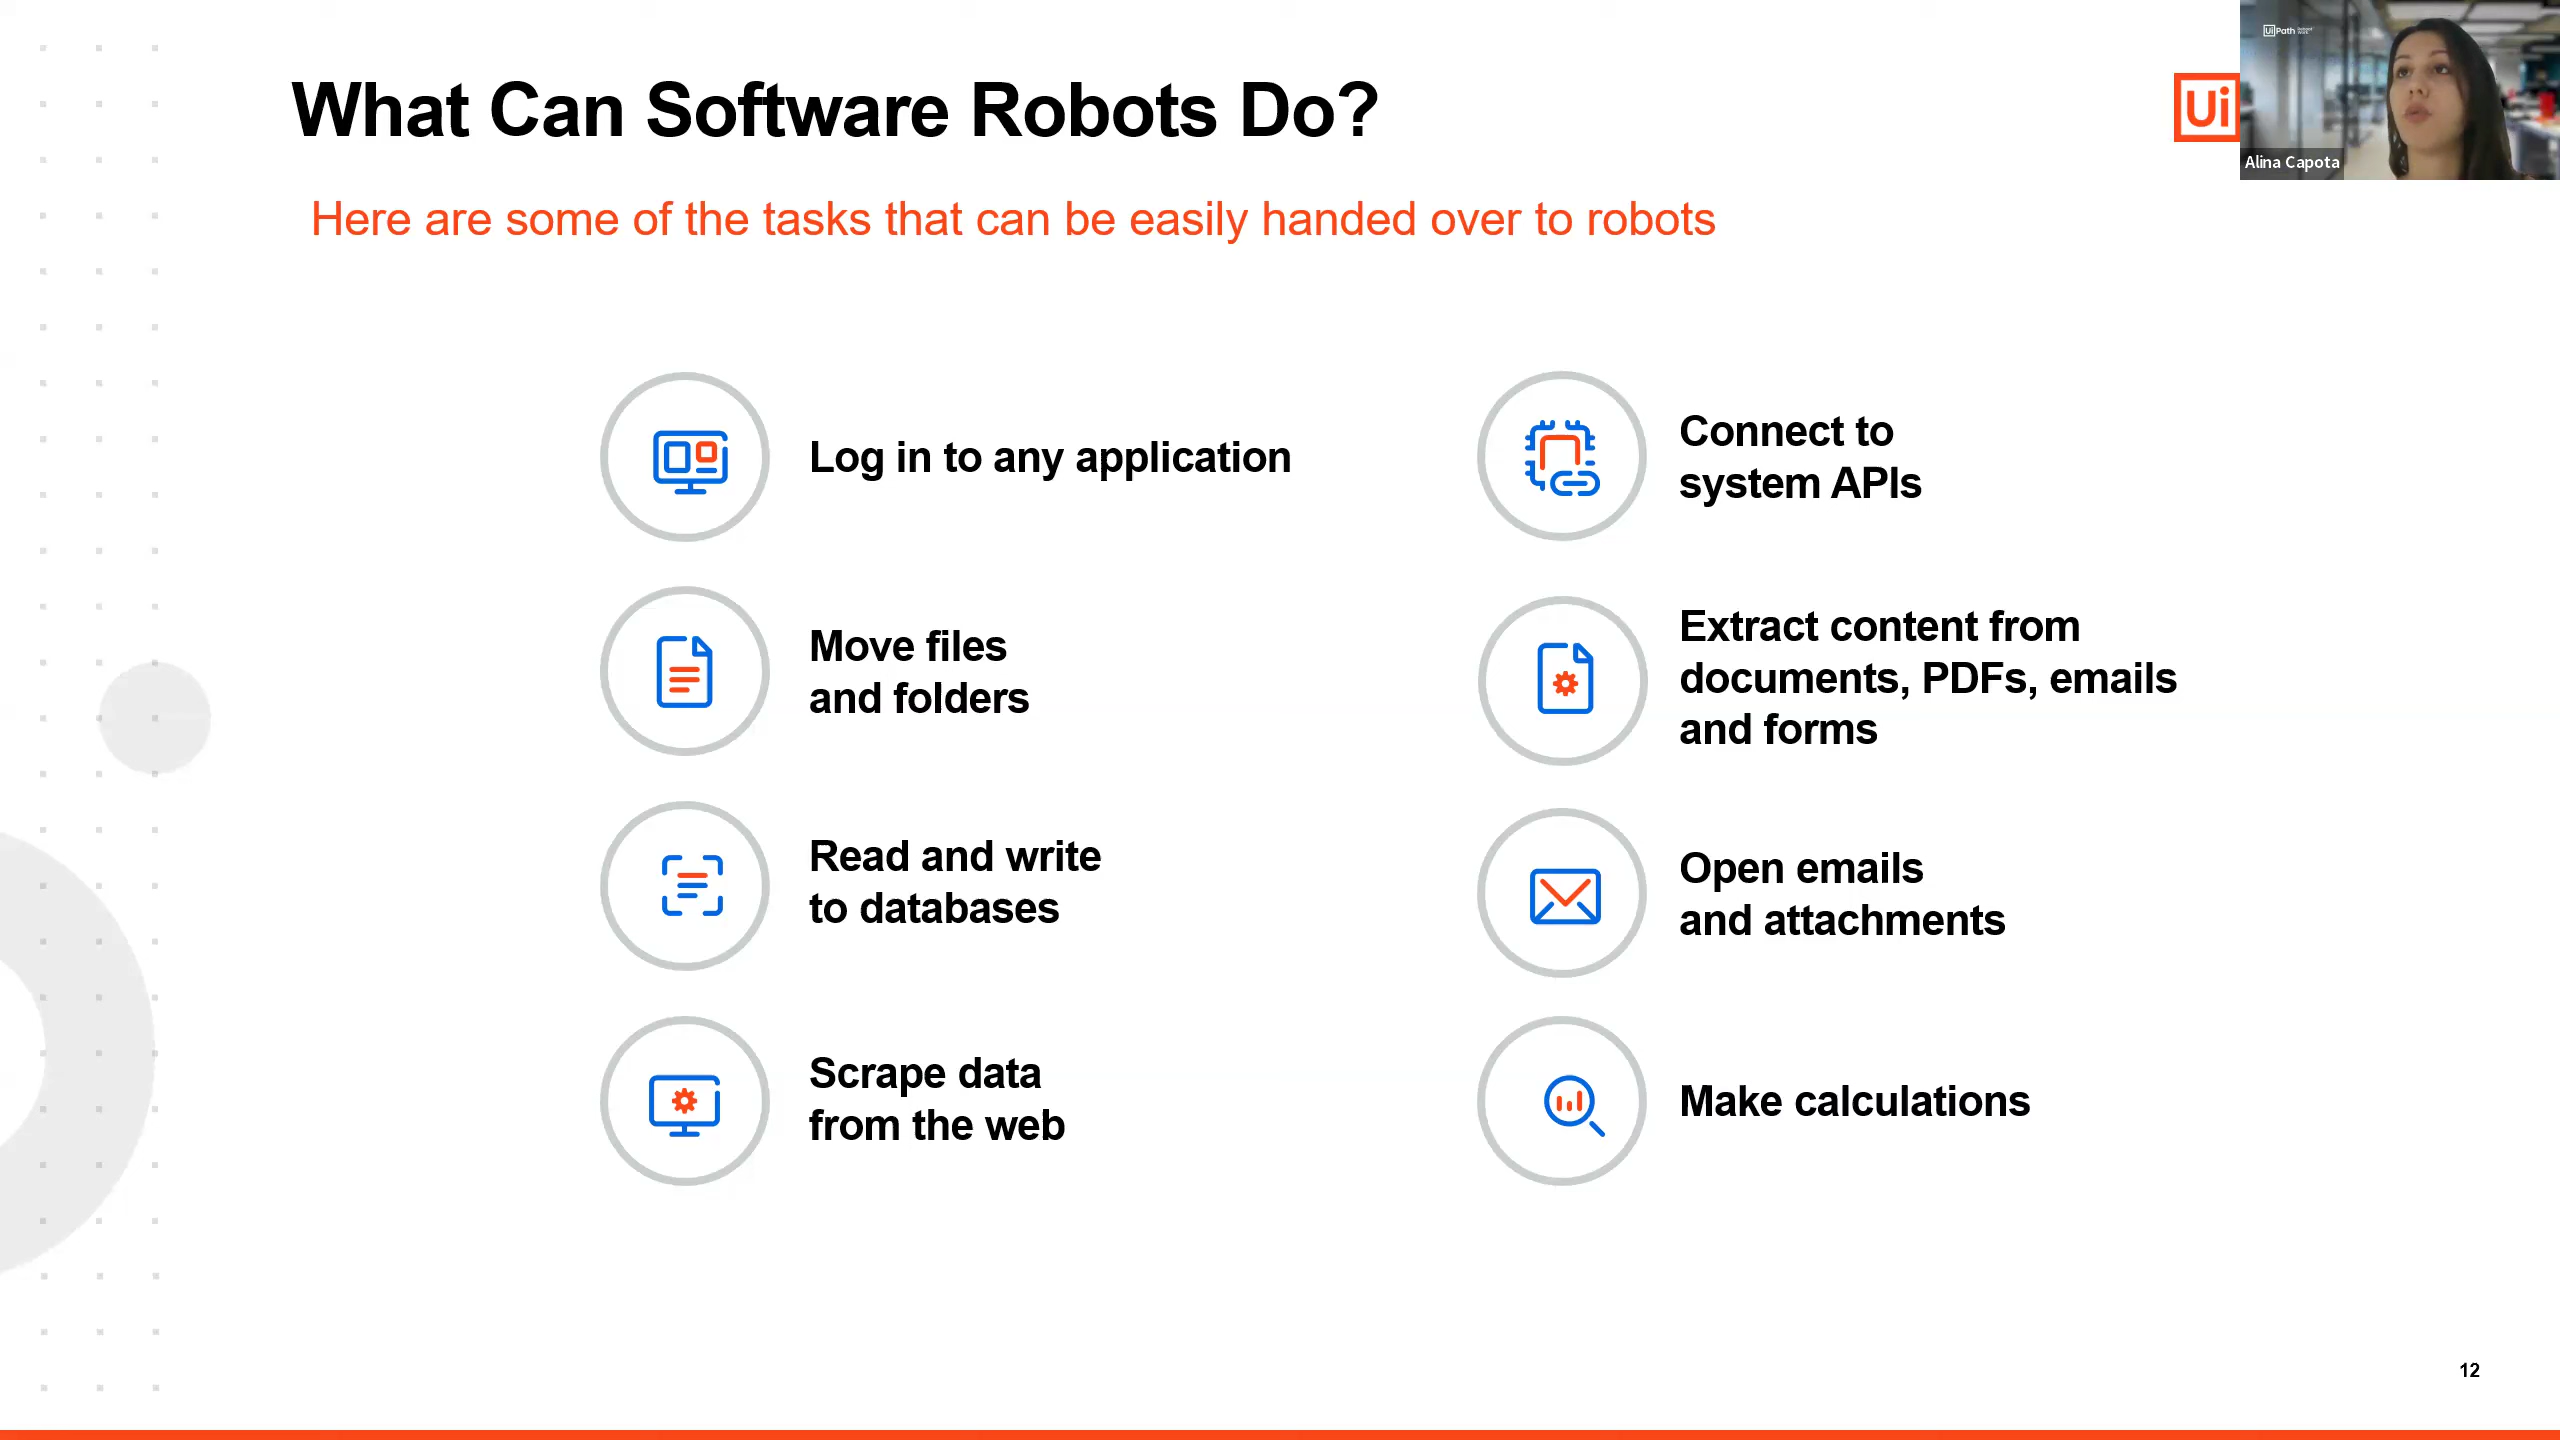 What Can Software Robots Do?
Here are some of the tasks that can be easily handed over to robots
Ui
UiPath
Alina Capota
Log in to any application
Move files
and folders
Read and write
to databases
Scrape data
from the web
Connect to
system APIs
Extract content from
documents, PDFs, emails
and forms
Open emails
and attachments
Make calculations
12